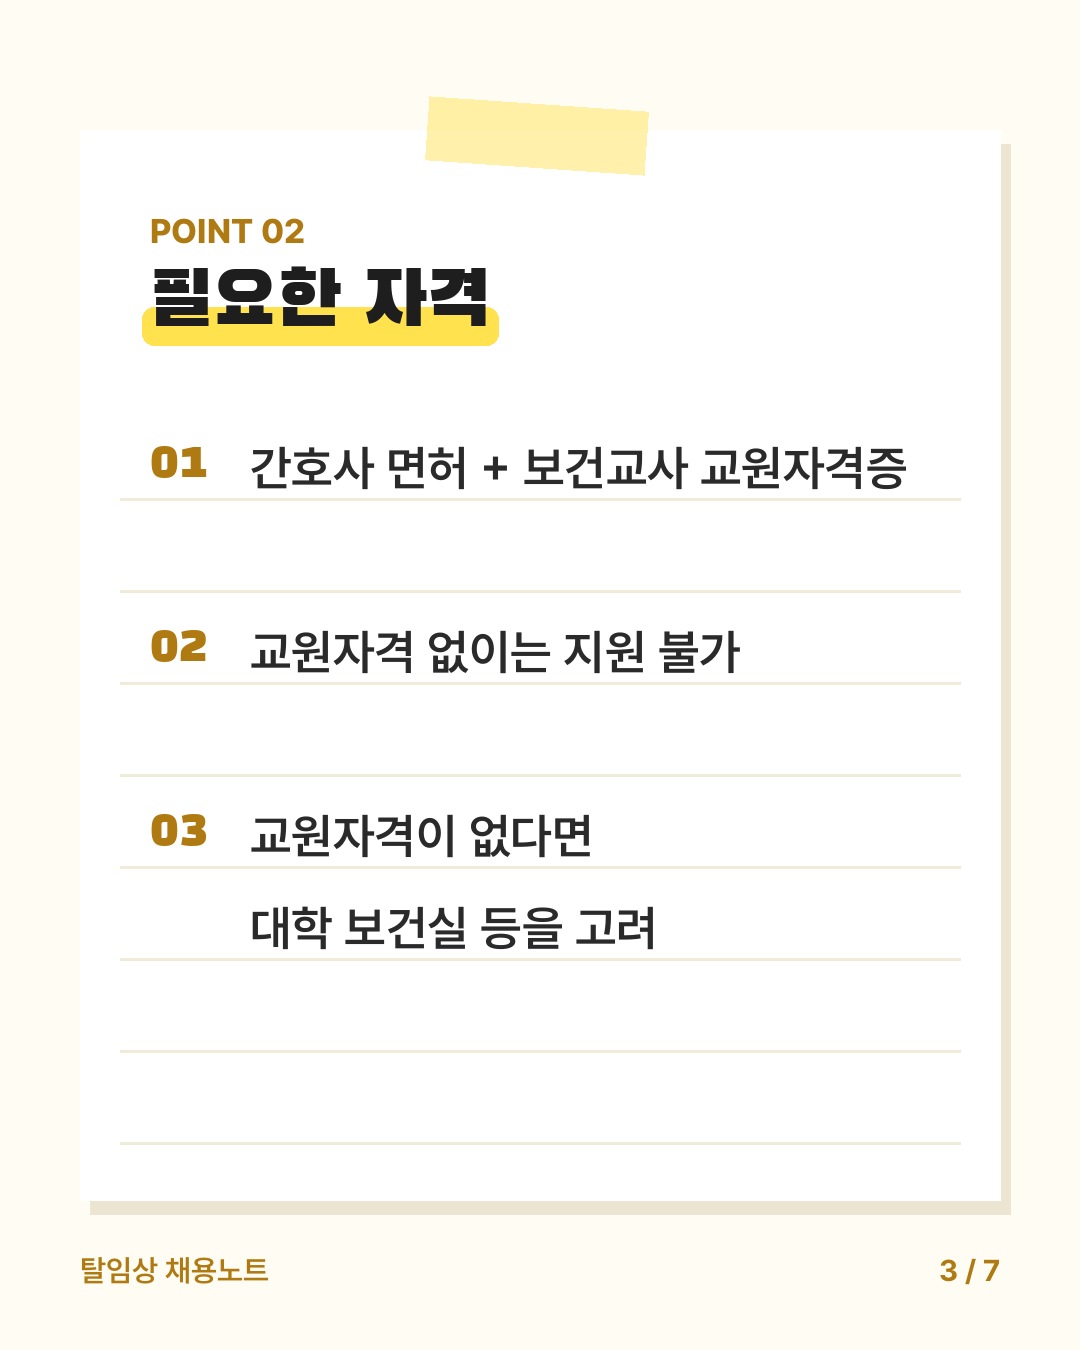 POINT 02
필요한 자격
01 간호사 면허 + 보건교사 교원자격증
02 교원자격 없이는 지원 불가
03 교원자격이 없다면
대학 보건실 등을 고려
탈임상 채용노트
3 / 7